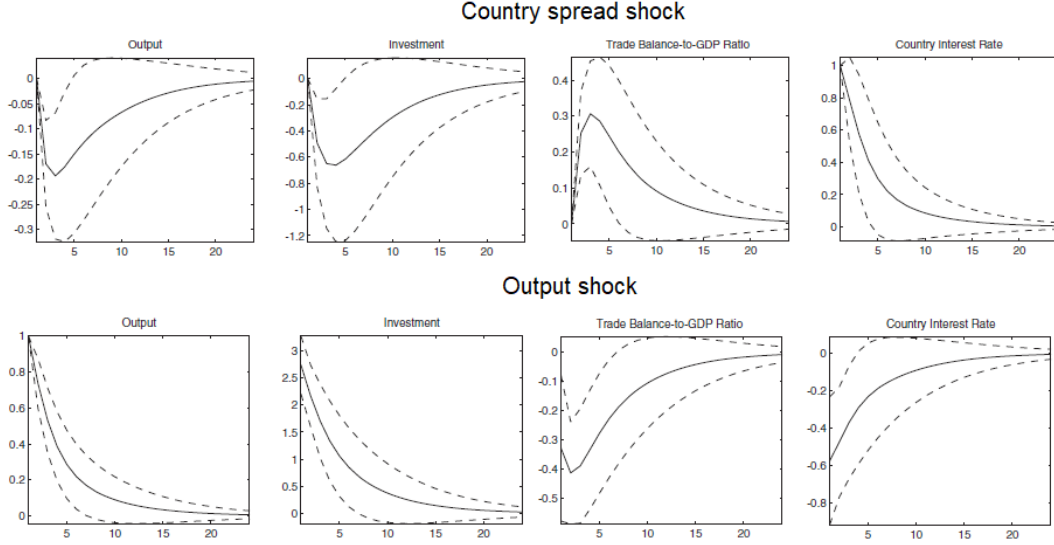 Country spread shock
Output
Investment
Trade Balance-to-GDP Ratio
Country Interest Rate
0
-0.05
-0.1
-0.15
-0.2
-0.25
-0.3
5 10 15 20
0
-0.2
-0.4
-0.6
-0.8
-1
-1.2
5 10 15 20
0.4
0.3
0.2
0.1
0
5 10 15 20
1
0.8
0.6
0.4
0.2
0
5 10 15 20
Output shock
Output
Investment
Trade Balance-to-GDP Ratio
Country Interest Rate
1
0.8
0.6
0.4
0.2
0
5 10 15 20
3
2.5
2
1.5
1
0.5
0
5 10 15 20
0
-0.1
-0.2
-0.3
-0.4
-0.5
5 10 15 20
0
-0.2
-0.4
-0.6
-0.8
5 10 15 20